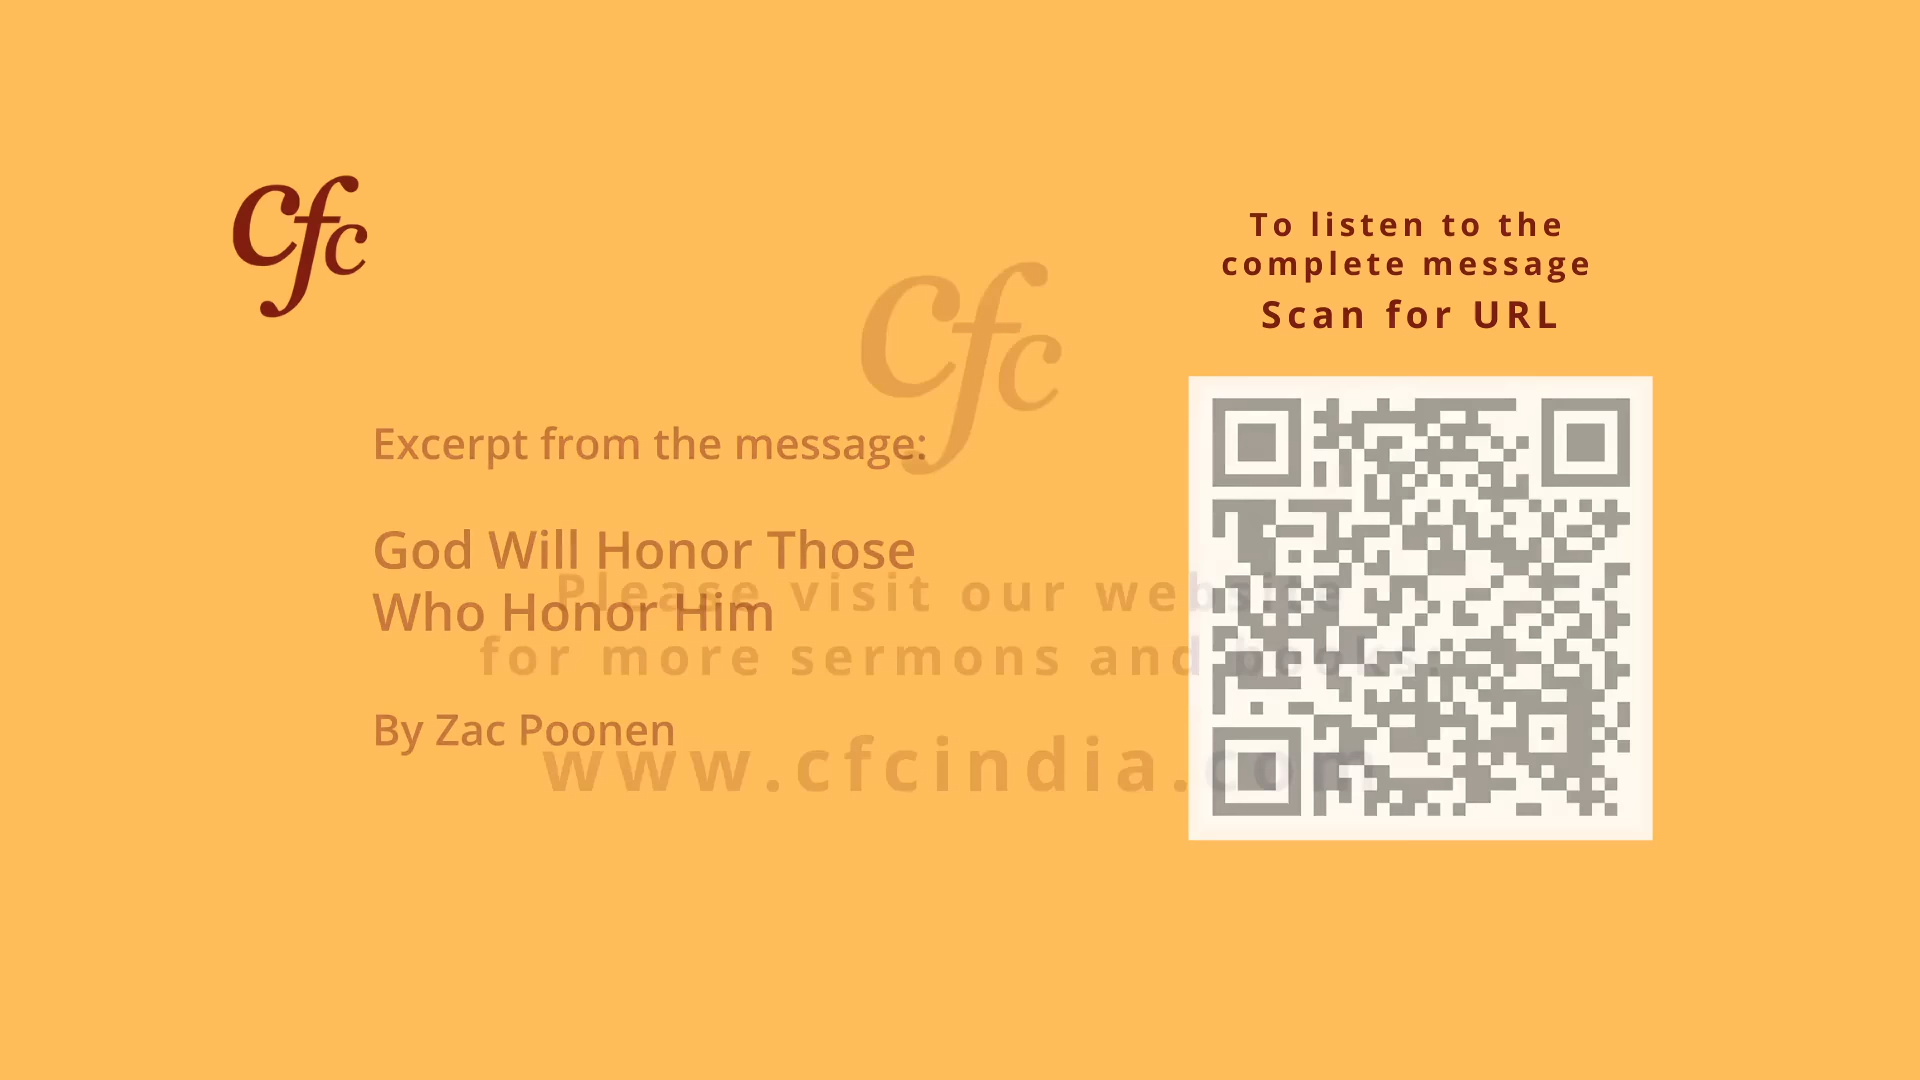 cfc
cfc
To listen to the
complete message
Scan for URL
Excerpt from the message:
God Will Honor Those
Who Honor Him
By Zac Poonen
Please visit our website
for more sermons and books:
www.cfcindia.com